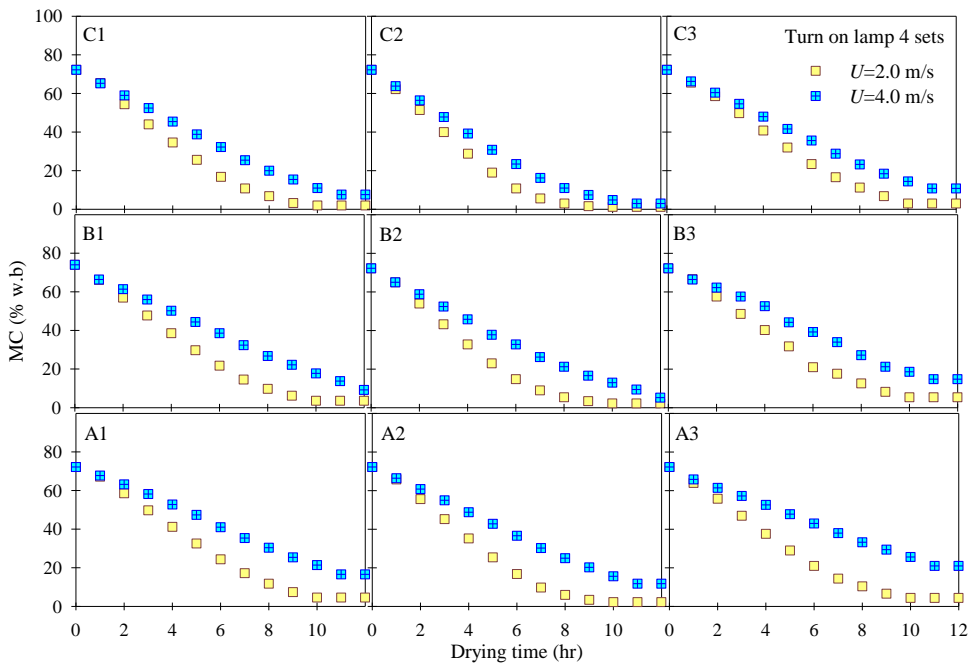 100
80
60
40
20
0
C1
C2
C3
Turn on lamp 4 sets
U=2.0 m/s
U=4.0 m/s
MC (% w.b)
80
60
40
20
0
B1
B2
B3
80
60
40
20
0
A1
A2
A3
0 2 4 6 8 10 0 2 4 6 8 10 0 2 4 6 8 10 12
Drying time (hr)